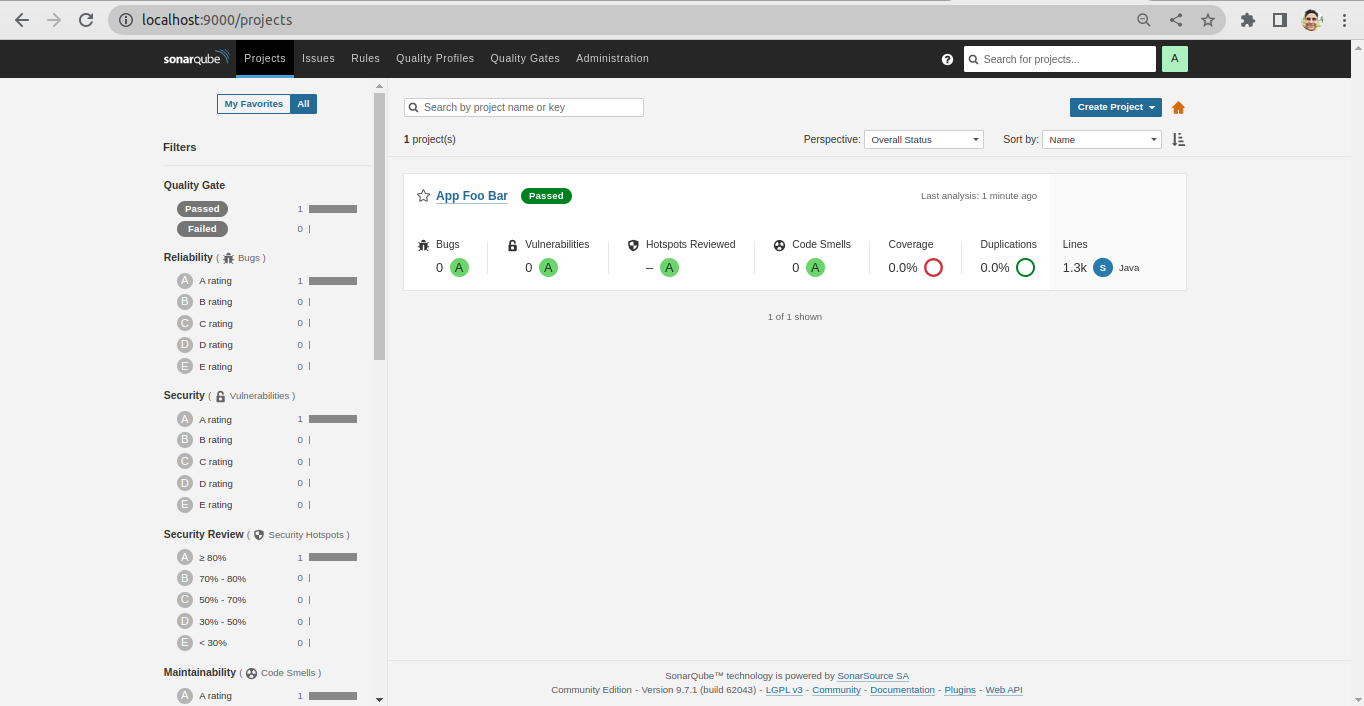 localhost:9000/projects
sonarqube Projects Issues Rules Quality Profiles Quality Gates Administration ? Search for projects... A
My Favorites All
Filters
Quality Gate
Passed 1
Failed 0
Reliability ( Bugs )
A A rating 1
B B rating 0
C C rating 0
D D rating 0
E E rating 0
Security ( Vulnerabilities )
A A rating 1
B B rating 0
C C rating 0
D D rating 0
E E rating 0
Security Review ( Security Hotspots )
A ≥ 80% 1
B 70% - 80% 0
C 50% - 70% 0
D 30% - 50% 0
E < 30% 0
Maintainability ( Code Smells )
A A rating 1
Search by project name or key Create Project
1 project(s) Perspective: Overall Status Sort by: Name
App Foo Bar Passed Last analysis: 1 minute ago
Bugs Vulnerabilities Hotspots Reviewed Code Smells Coverage Duplications Lines
0 A 0 A – A 0 A 0.0% 0.0% 1.3k S Java
1 of 1 shown
SonarQube™ technology is powered by SonarSource SA
Community Edition - Version 9.7.1 (build 62043) - LGPL v3 - Community - Documentation - Plugins - Web API